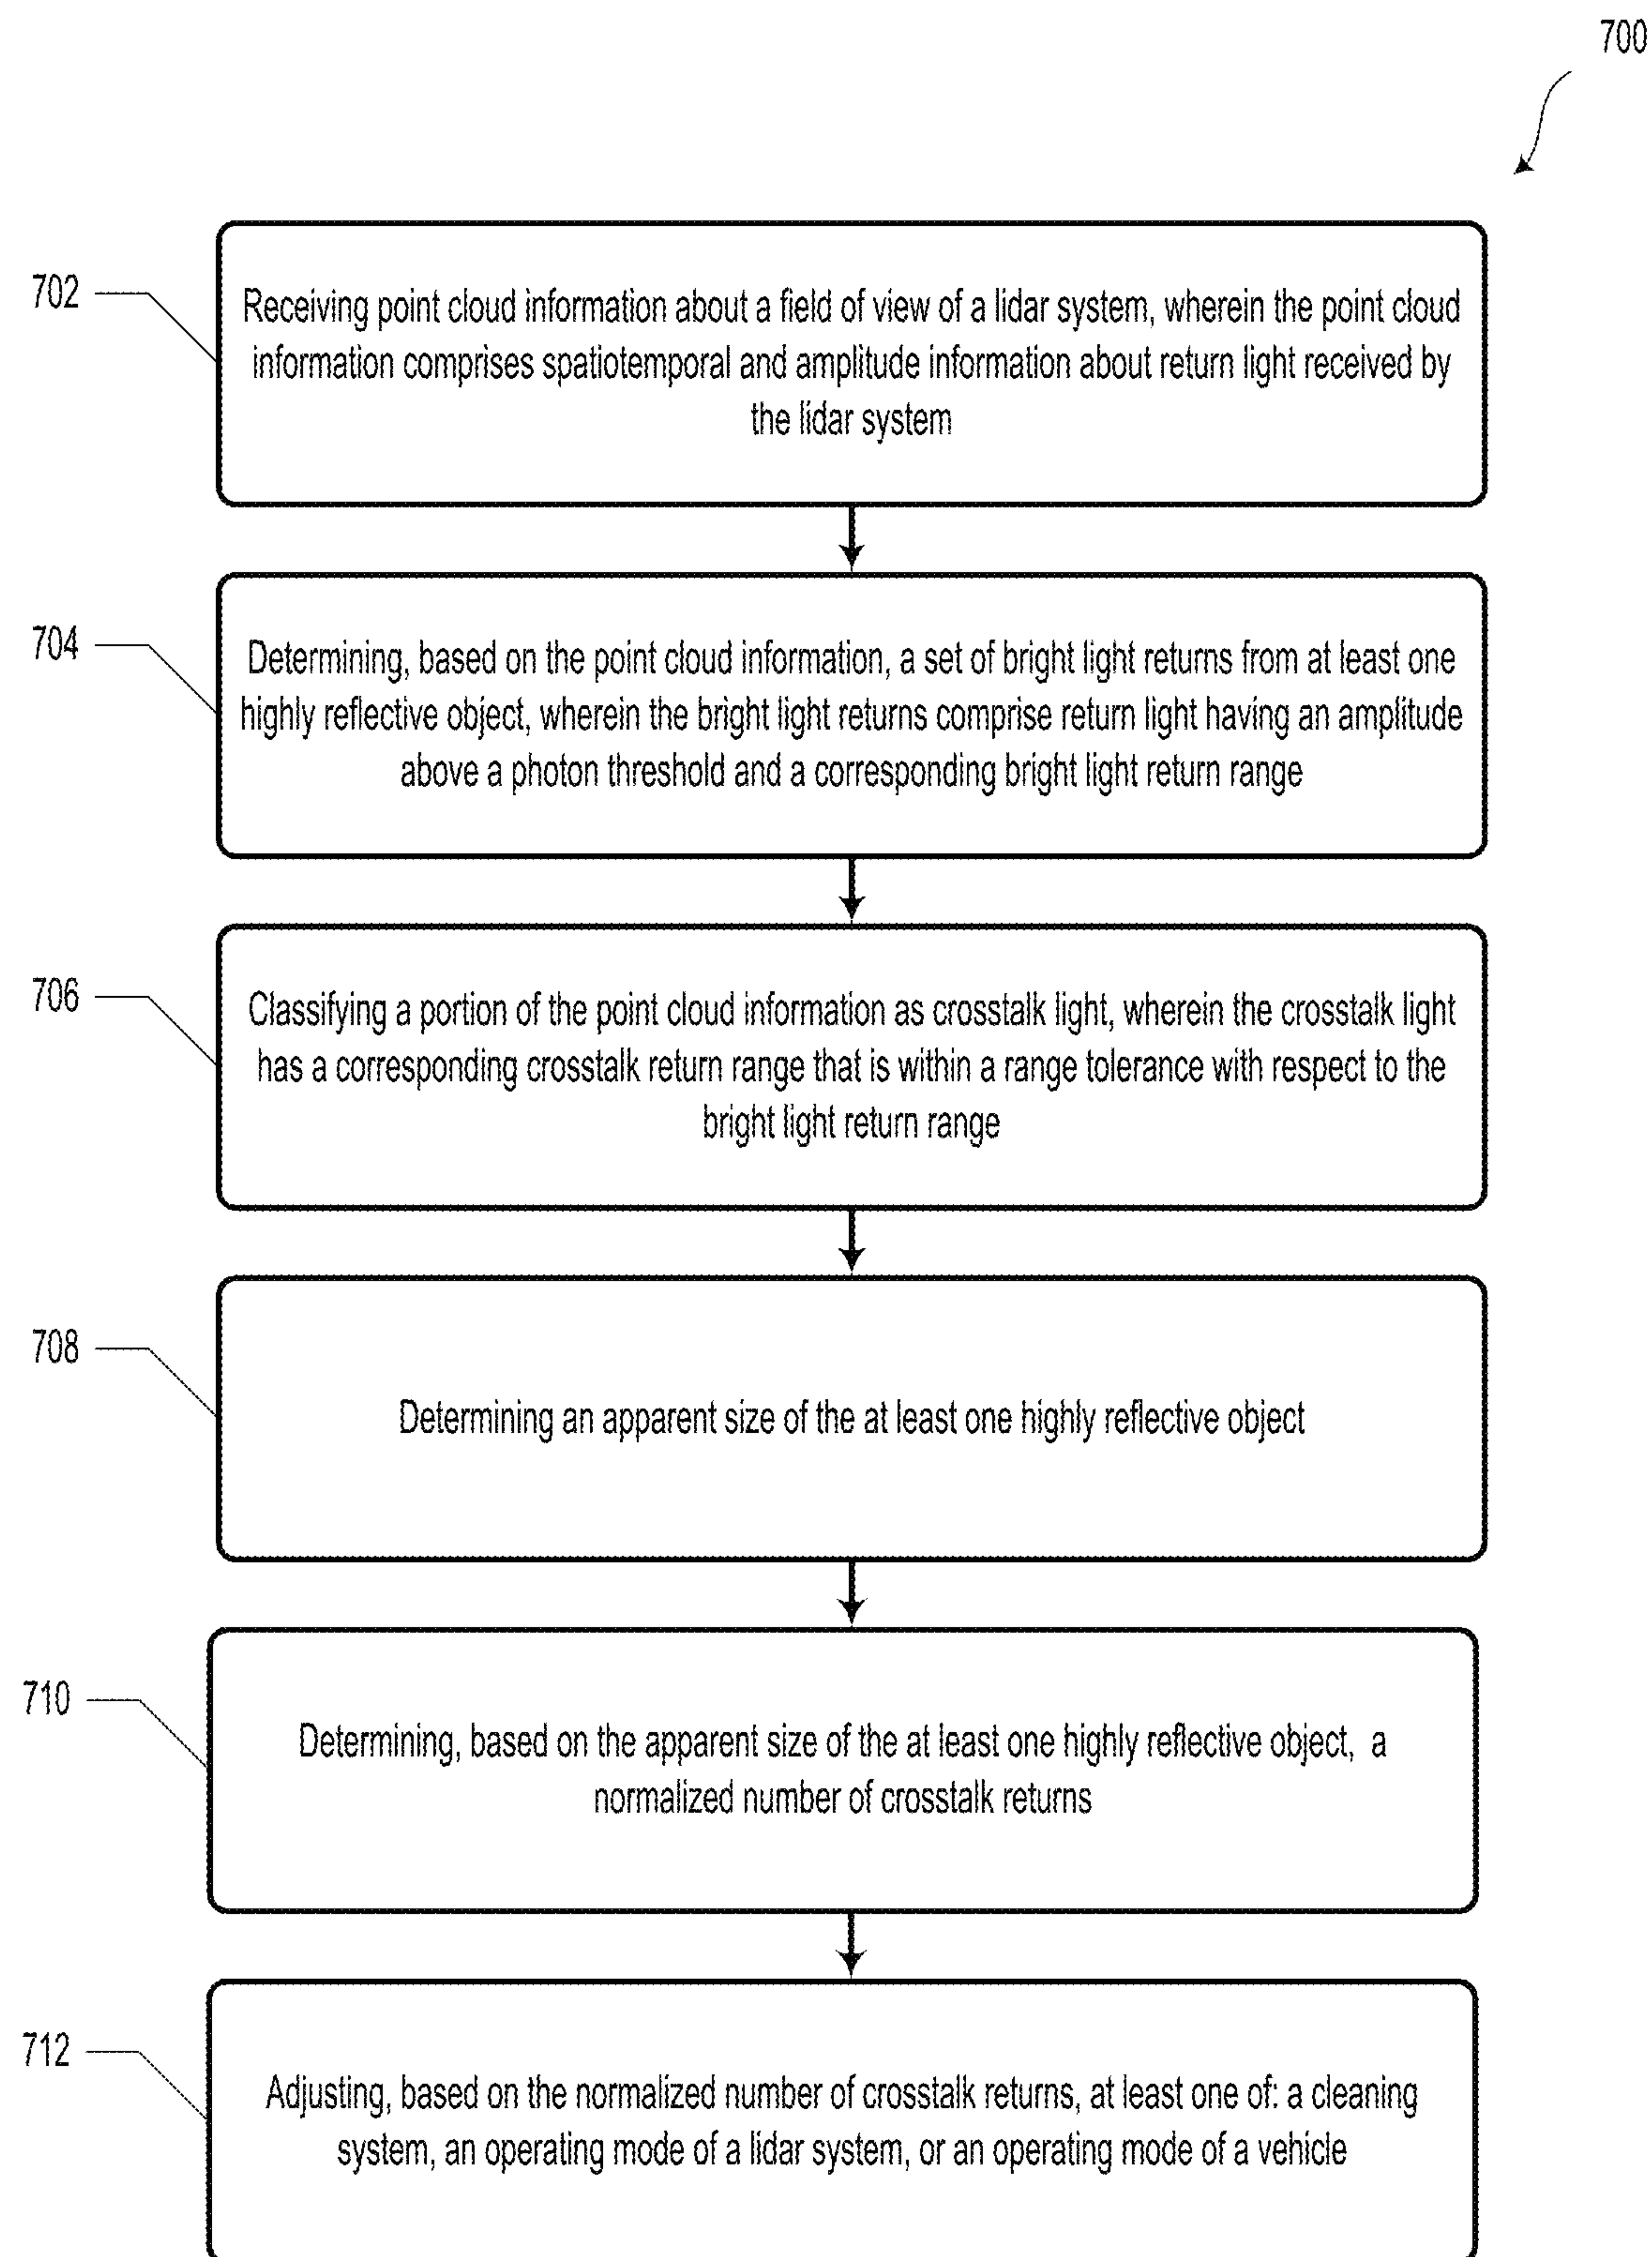 700
702
Receiving point cloud information about a field of view of a lidar system, wherein the point cloud
information comprises spatiotemporal and amplitude information about return light received by
the lidar system
704
Determining, based on the point cloud information, a set of bright light returns from at least one
highly reflective object, wherein the bright light returns comprise return light having an amplitude
above a photon threshold and a corresponding bright light return range
706
Classifying a portion of the point cloud information as crosstalk light, wherein the crosstalk light
has a corresponding crosstalk return range that is within a range tolerance with respect to the
bright light return range
708
Determining an apparent size of the at least one highly reflective object
710
Determining, based on the apparent size of the at least one highly reflective object, a
normalized number of crosstalk returns
712
Adjusting, based on the normalized number of crosstalk returns, at least one of: a cleaning
system, an operating mode of a lidar system, or an operating mode of a vehicle